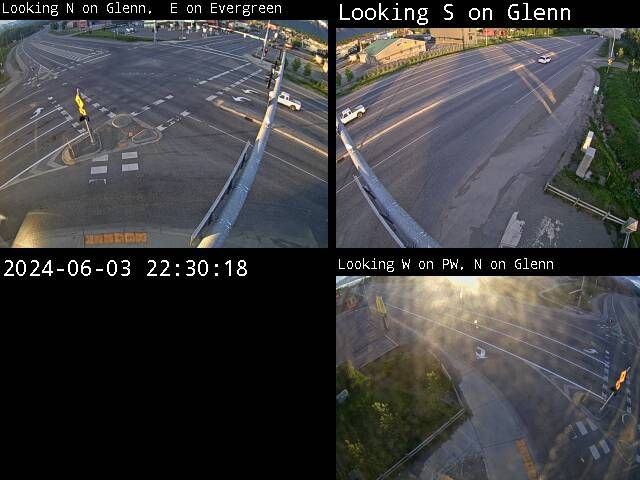 Looking N on Glenn, E on Evergreen
Looking S on Glenn
2024-06-03 22:30:18
Looking W on PW, N on Glenn